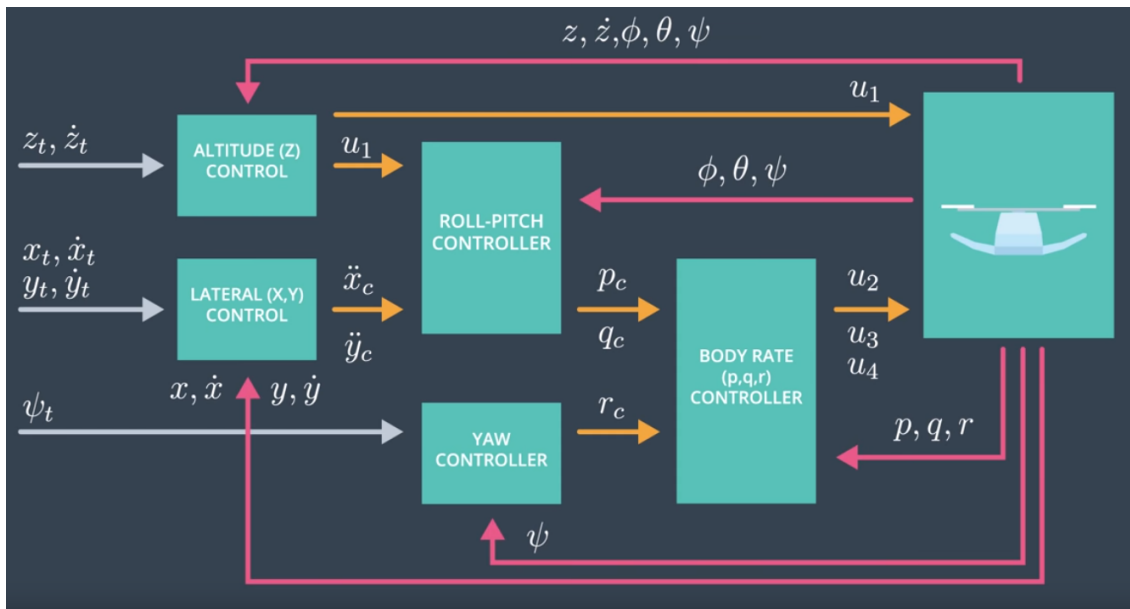 z, ż, ϕ, θ, ψ
u₁
z_t, ż_t
ALTITUDE (Z)
CONTROL
u₁
ϕ, θ, ψ
ROLL-PITCH
CONTROLLER
x_t, ẋ_t
y_t, ẏ_t
LATERAL (X,Y)
CONTROL
ẍ_c
ÿ_c
p_c
q_c
u₂
u₃
u₄
BODY RATE
(p,q,r)
CONTROLLER
x, ẋ
y, ẏ
ψ_t
r_c
YAW
CONTROLLER
p, q, r
ψ